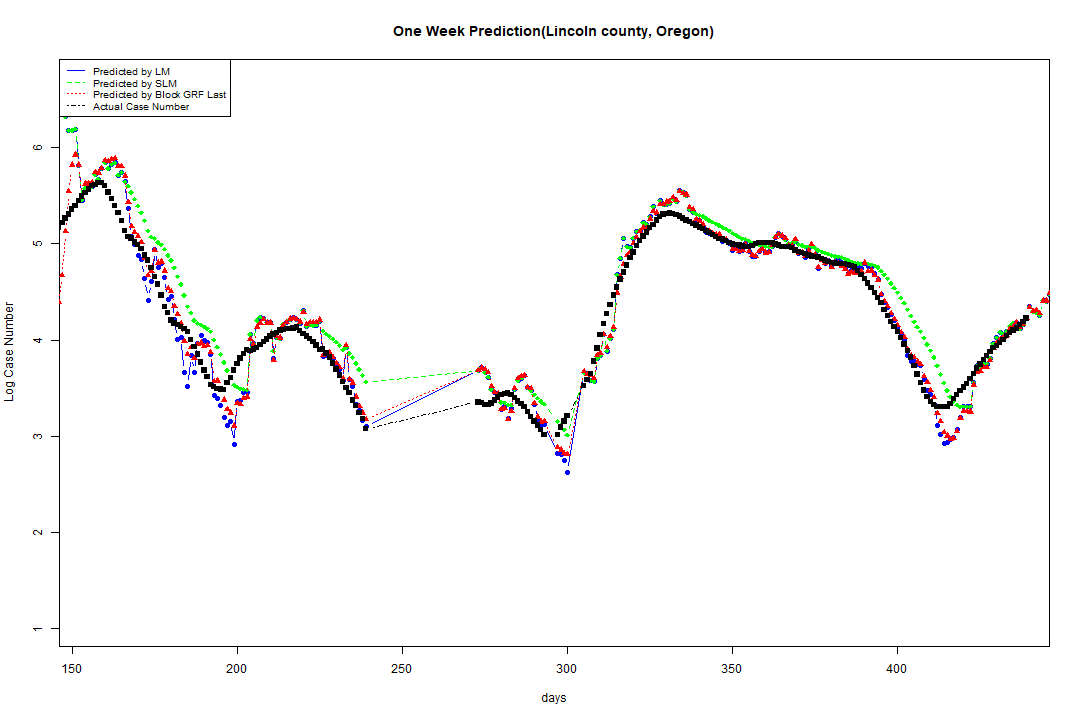 One Week Prediction(Lincoln county, Oregon)
Predicted by LM
Predicted by SLM
Predicted by Block GRF Last
Actual Case Number
Log Case Number
6
5
4
3
2
1
150 200 250 300 350 400
days